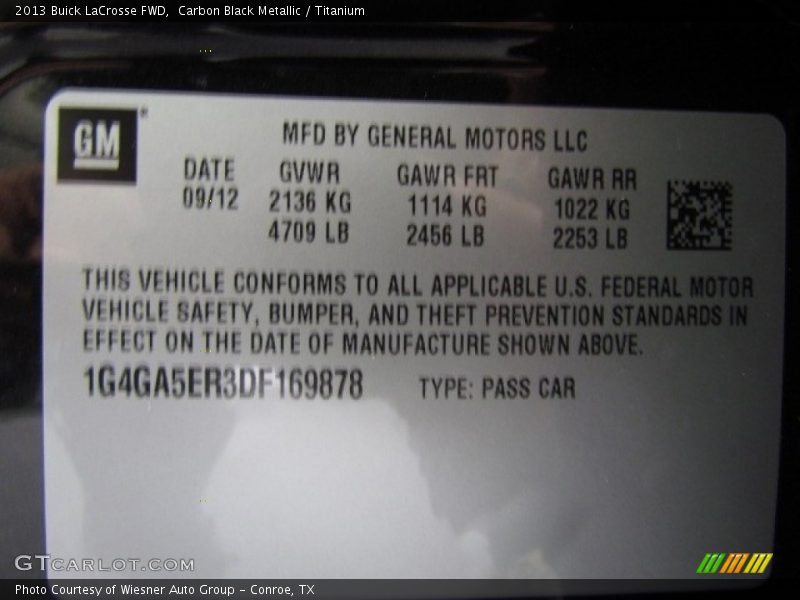 2013 Buick LaCrosse FWD,  Carbon Black Metallic / Titanium
GM
MFD BY GENERAL MOTORS LLC
DATE GVWR GAWR FRT GAWR RR
09/12 2136 KG 1114 KG 1022 KG
4709 LB 2456 LB 2253 LB
THIS VEHICLE CONFORMS TO ALL APPLICABLE U.S. FEDERAL MOTOR
VEHICLE SAFETY, BUMPER, AND THEFT PREVENTION STANDARDS IN
EFFECT ON THE DATE OF MANUFACTURE SHOWN ABOVE.
1G4GA5ER3DF169878 TYPE: PASS CAR
GTCARLOT.COM
Photo Courtesy of Wiesner Auto Group - Conroe, TX